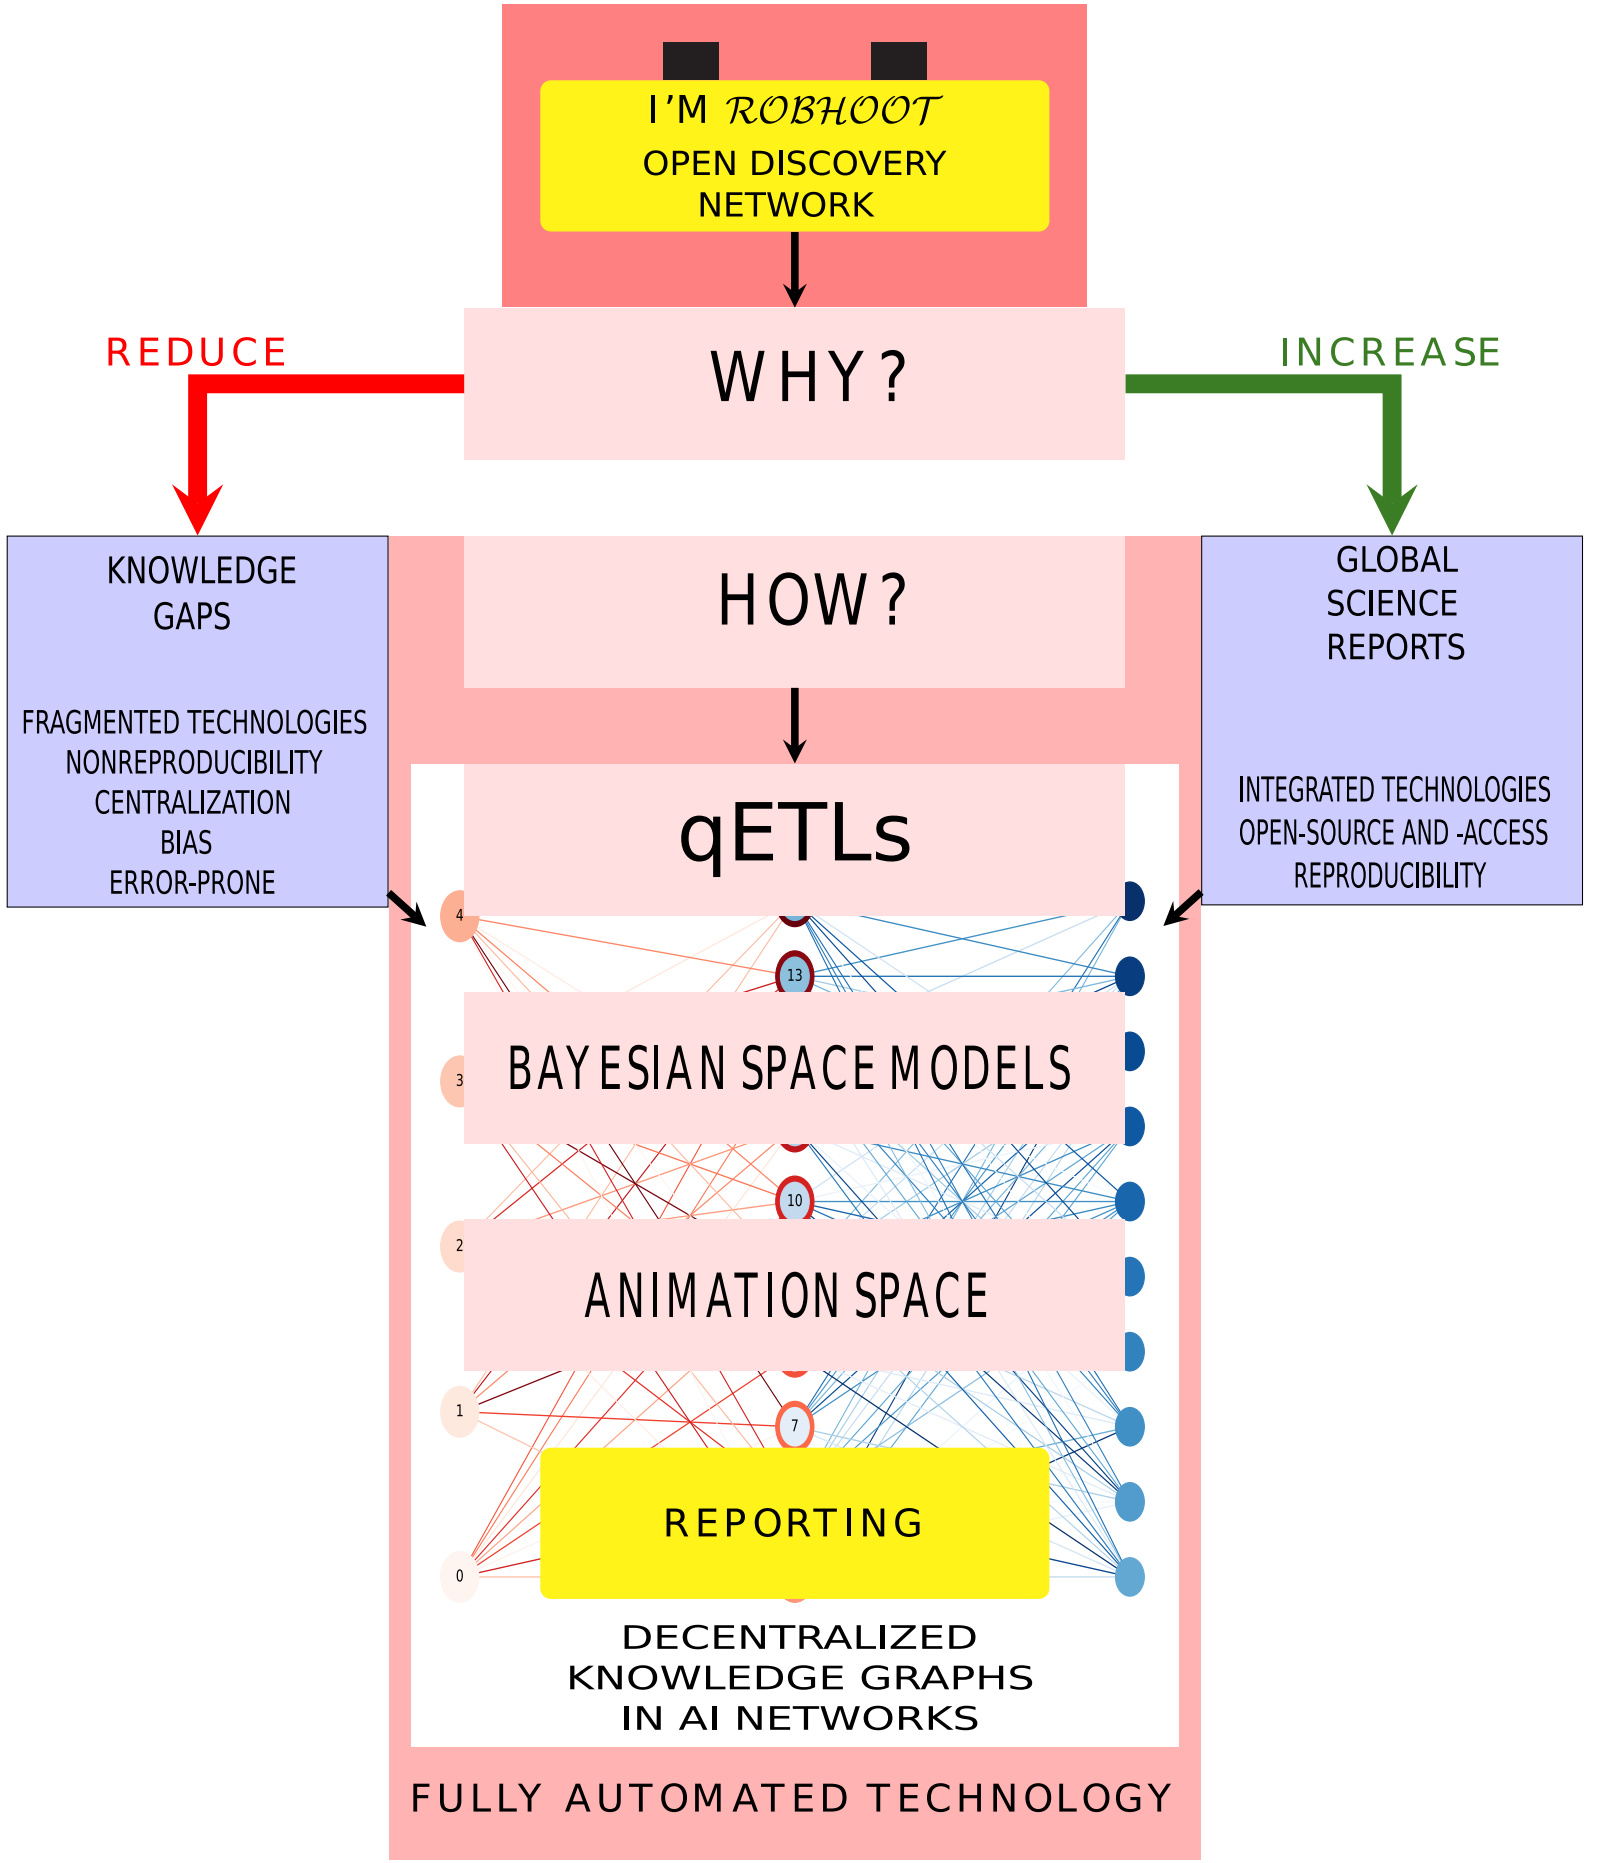 I'M ROBHOOT
OPEN DISCOVERY
NETWORK
WHY?
REDUCE
INCREASE
KNOWLEDGE
GAPS
FRAGMENTED TECHNOLOGIES
NONREPRODUCIBILITY
CENTRALIZATION
BIAS
ERROR-PRONE
HOW?
GLOBAL
SCIENCE
REPORTS
INTEGRATED TECHNOLOGIES
OPEN-SOURCE AND -ACCESS
REPRODUCIBILITY
qETLs
4
13
BAYESIAN SPACE MODELS
3
10
2
ANIMATION SPACE
1
7
REPORTING
0
DECENTRALIZED
KNOWLEDGE GRAPHS
IN AI NETWORKS
FULLY AUTOMATED TECHNOLOGY